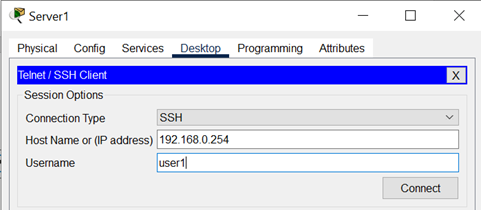 Server1
Physical Config Services Desktop Programming Attributes
Telnet / SSH Client X
Session Options
Connection Type SSH
Host Name or (IP address) 192.168.0.254
Username user1
Connect